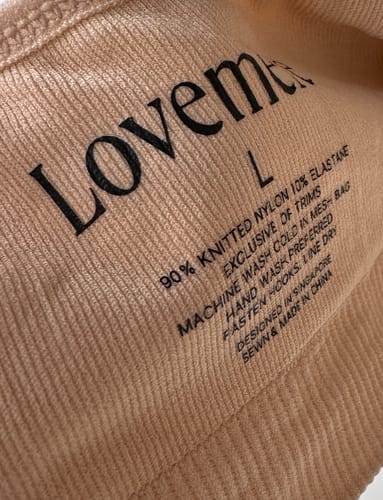 Loveme
L
90% KNITTED NYLON 10% ELASTANE
EXCLUSIVE OF TRIMS
MACHINE WASH COLD IN MESH BAG
HAND WASH PREFERRED
FASTEN HOOKS. LINE DRY
DESIGNED IN SINGAPORE
SEWN & MADE IN CHINA